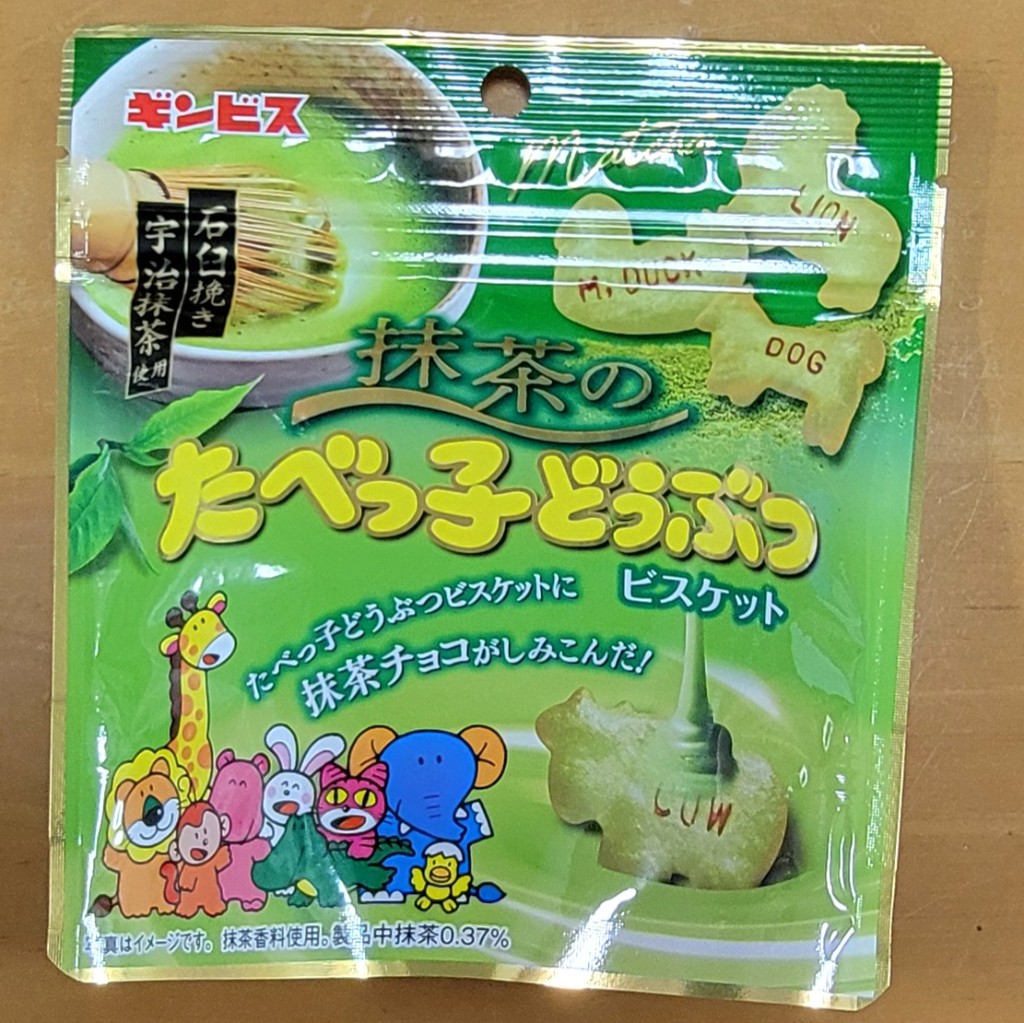 ギンビス
Matcha
石臼挽き
宇治抹茶使用
LION
M. DUCK
DOG
抹茶の
たべっ子どうぶつ
ビスケット
たべっ子どうぶつビスケットに
抹茶チョコがしみこんだ!
COW
写真はイメージです。抹茶香料使用。製品中抹茶0.37%